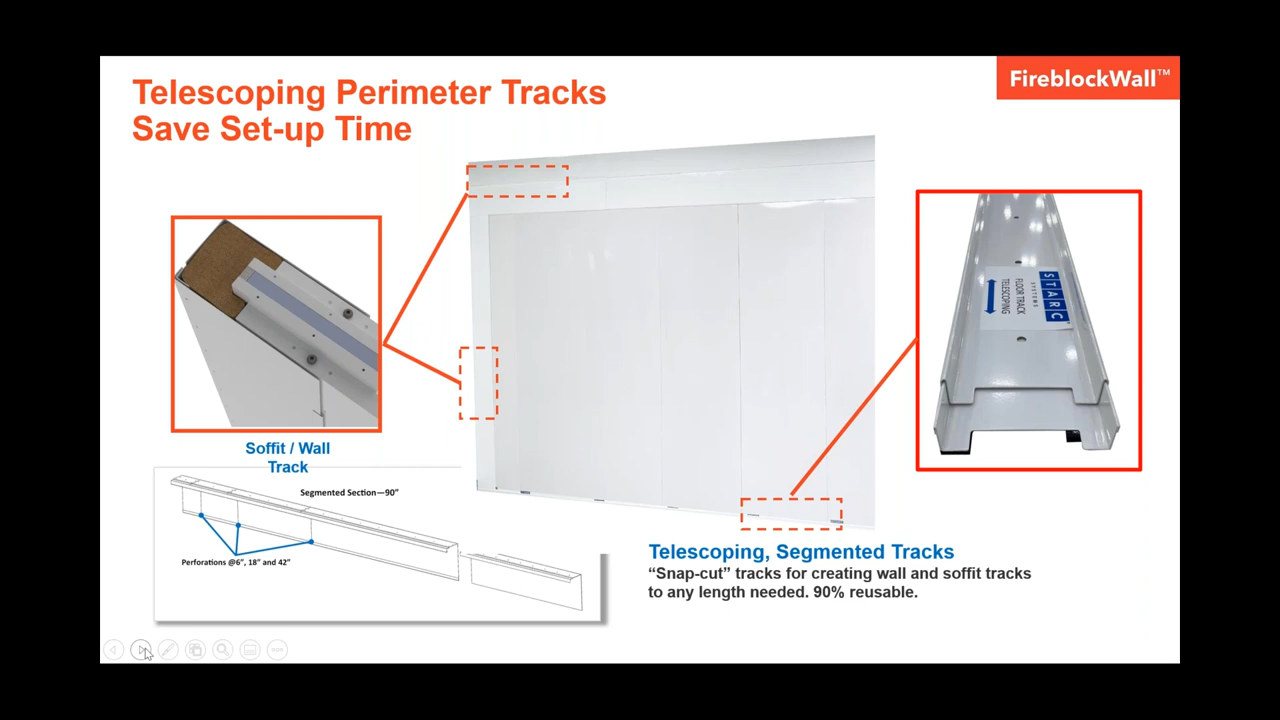 Telescoping Perimeter Tracks
Save Set-up Time
FireblockWall™
STARC
SYSTEMS
FLOOR TRACK
TELESCOPING
Soffit / Wall
Track
Segmented Section—90”
Perforations @6”, 18” and 42”
Telescoping, Segmented Tracks
“Snap-cut” tracks for creating wall and soffit tracks
to any length needed. 90% reusable.